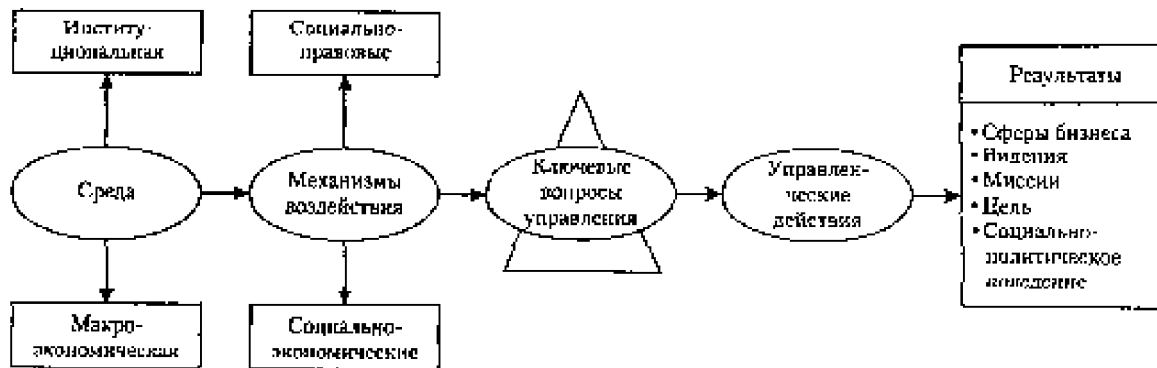 Институ-
циональная
Социально-
правовые
Среда
Механизмы
воздействия
Ключевые
вопросы
управления
Управлен-
ческие
действия
Результаты
• Сферы бизнеса
• Видения
• Миссии
• Цель
• Социально-
политическое
поведение
Макро-
экономическая
Социально-
экономические